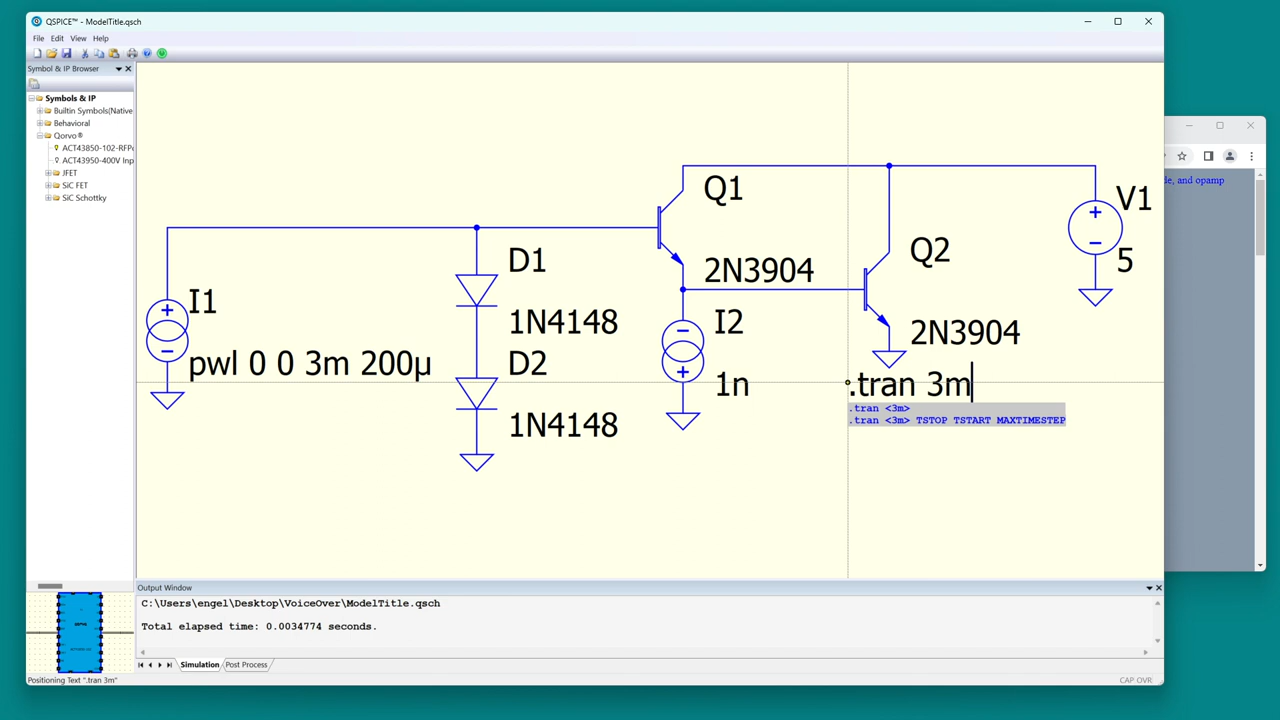 QSPICE™ - ModelTitle.qsch
File Edit View Help
Symbol & IP Browser
Symbols & IP
Builtin Symbols(Native
Behavioral
Qorvo®
ACT43850-102-RFPo
ACT43950-400V Inp
JFET
SiC FET
SiC Schottky
de, and opamp
Q1
V1
Q2
D1
2N3904
5
I1
1N4148
I2
2N3904
pwl 0 0 3m 200µ
D2
1n
.tran 3m
.tran <3m>
.tran <3m> TSTOP TSTART MAXTIMESTEP
1N4148
Output Window
C:\Users\engel\Desktop\VoiceOver\ModelTitle.qsch
Total elapsed time: 0.0034774 seconds.
Simulation Post Process
Positioning Text ".tran 3m"
CAP OVR